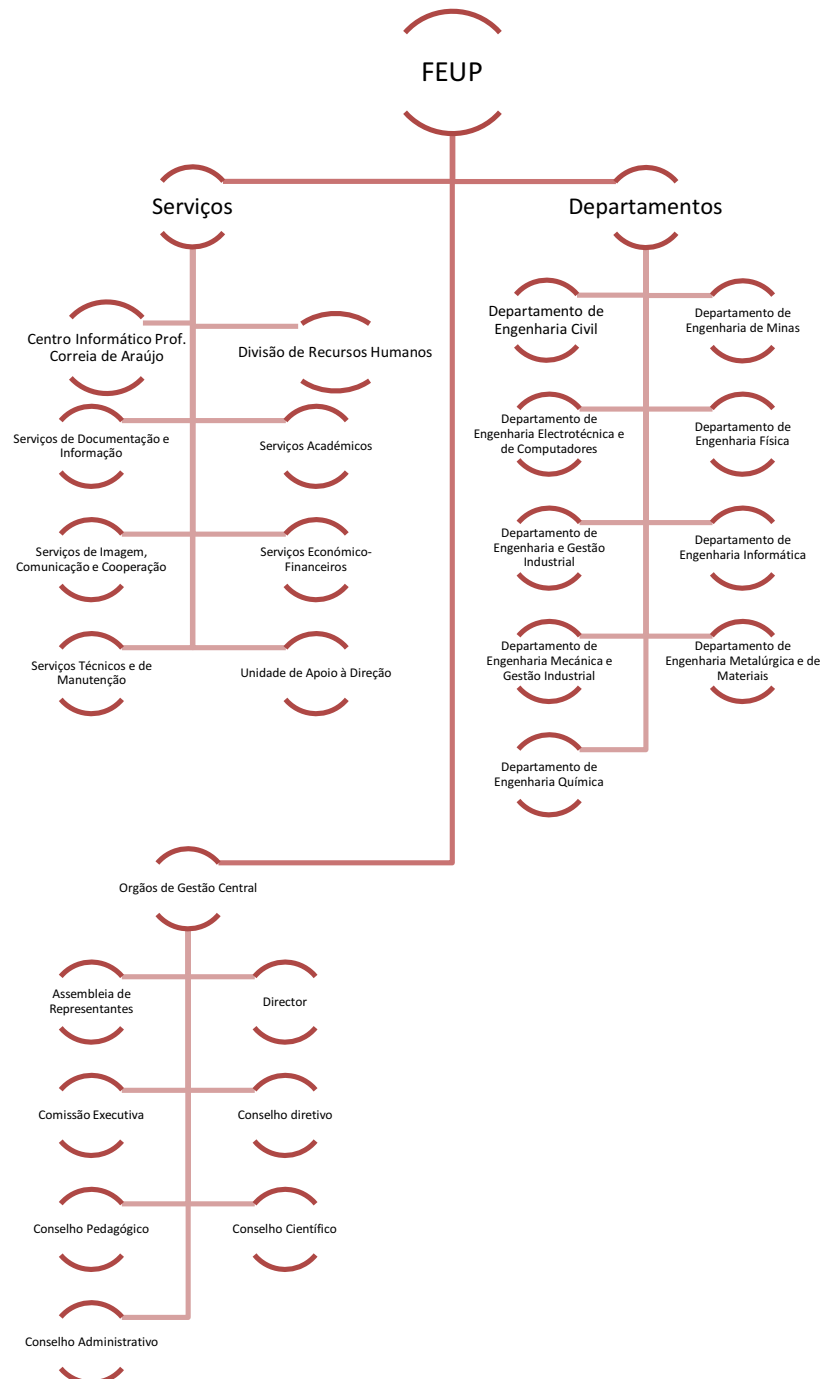 FEUP
Serviços
Departamentos
Centro Informático Prof.
Correia de Araújo
Divisão de Recursos Humanos
Serviços de Documentação e
Informação
Serviços Académicos
Serviços de Imagem,
Comunicação e Cooperação
Serviços Económico-
Financeiros
Serviços Técnicos e de
Manutenção
Unidade de Apoio à Direção
Departamento de
Engenharia Civil
Departamento de
Engenharia de Minas
Departamento de
Engenharia Electrotécnica e
de Computadores
Departamento de
Engenharia Física
Departamento de
Engenharia e Gestão
Industrial
Departamento de
Engenharia Informática
Departamento de
Engenharia Mecánica e
Gestão Industrial
Departamento de
Engenharia Metalúrgica e de
Materiais
Departamento de
Engenharia Química
Orgãos de Gestão Central
Assembleia de
Representantes
Director
Comissão Executiva
Conselho diretivo
Conselho Pedagógico
Conselho Científico
Conselho Administrativo